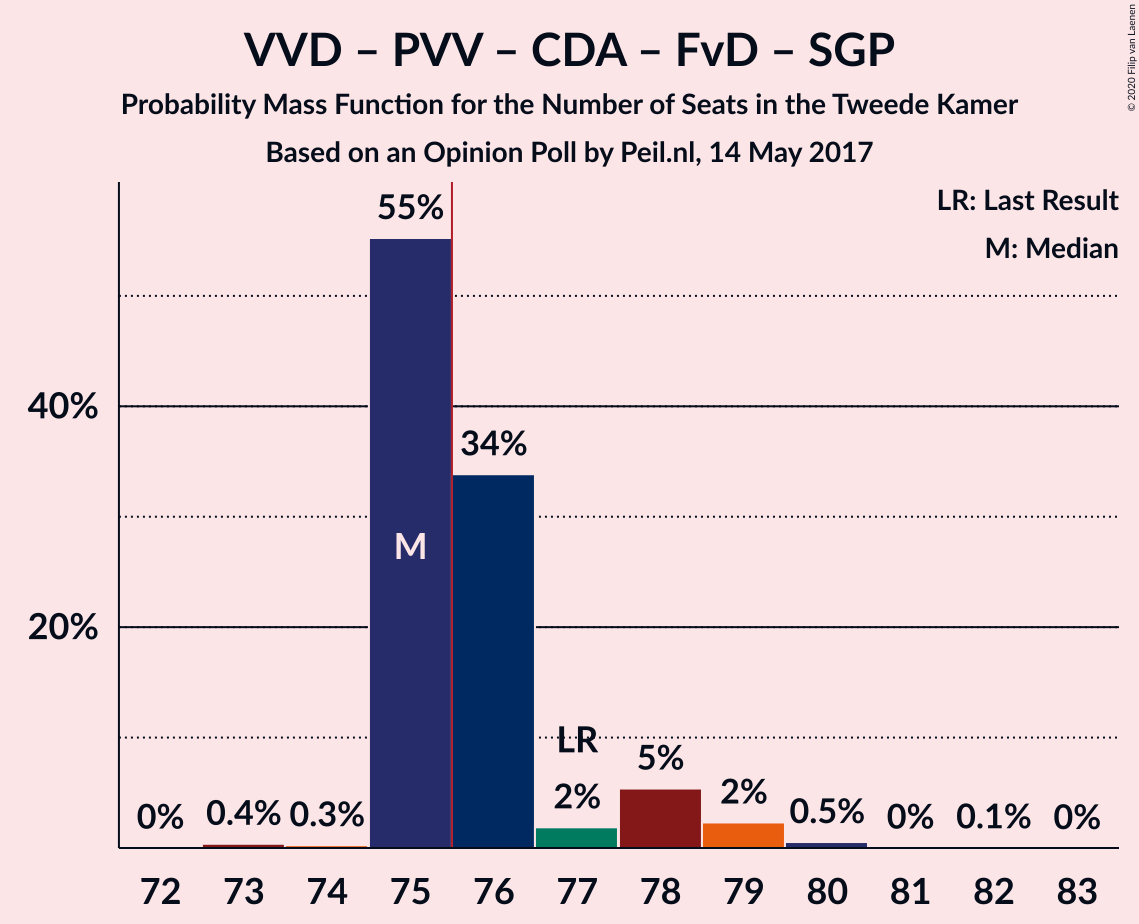 VVD – PVV – CDA – FvD – SGP
Probability Mass Function for the Number of Seats in the Tweede Kamer
Based on an Opinion Poll by Peil.nl, 14 May 2017
© 2020 Filip van Laenen
LR: Last Result
M: Median
55%
40%
34%
M
20%
LR
0%
0.4%
0.3%
2%
5%
2%
0.5%
0%
0.1%
0%
72 73 74 75 76 77 78 79 80 81 82 83